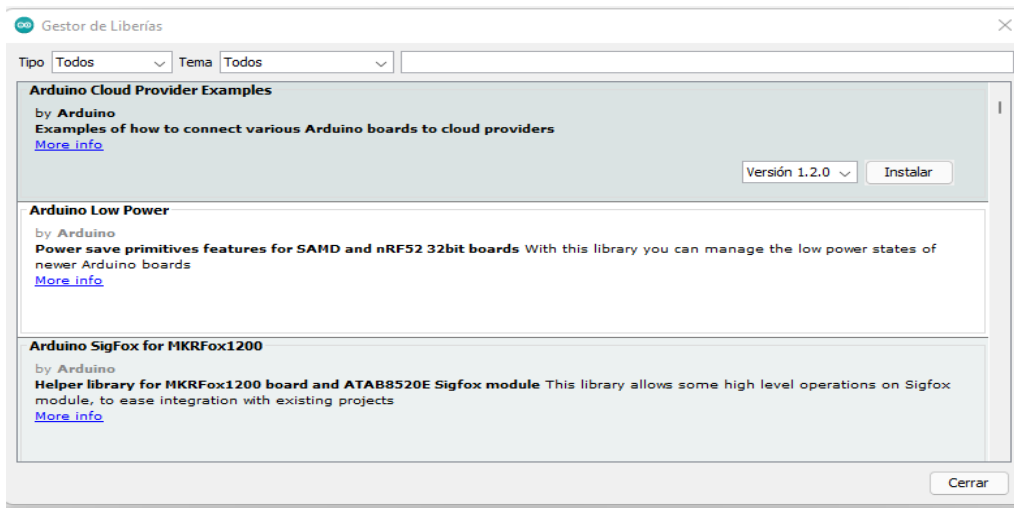 Gestor de Liberías
Tipo Todos Tema Todos
Arduino Cloud Provider Examples
by Arduino
Examples of how to connect various Arduino boards to cloud providers
More info
Versión 1.2.0 Instalar
Arduino Low Power
by Arduino
Power save primitives features for SAMD and nRF52 32bit boards With this library you can manage the low power states of
newer Arduino boards
More info
Arduino SigFox for MKRFox1200
by Arduino
Helper library for MKRFox1200 board and ATAB8520E Sigfox module This library allows some high level operations on Sigfox
module, to ease integration with existing projects
More info
Cerrar